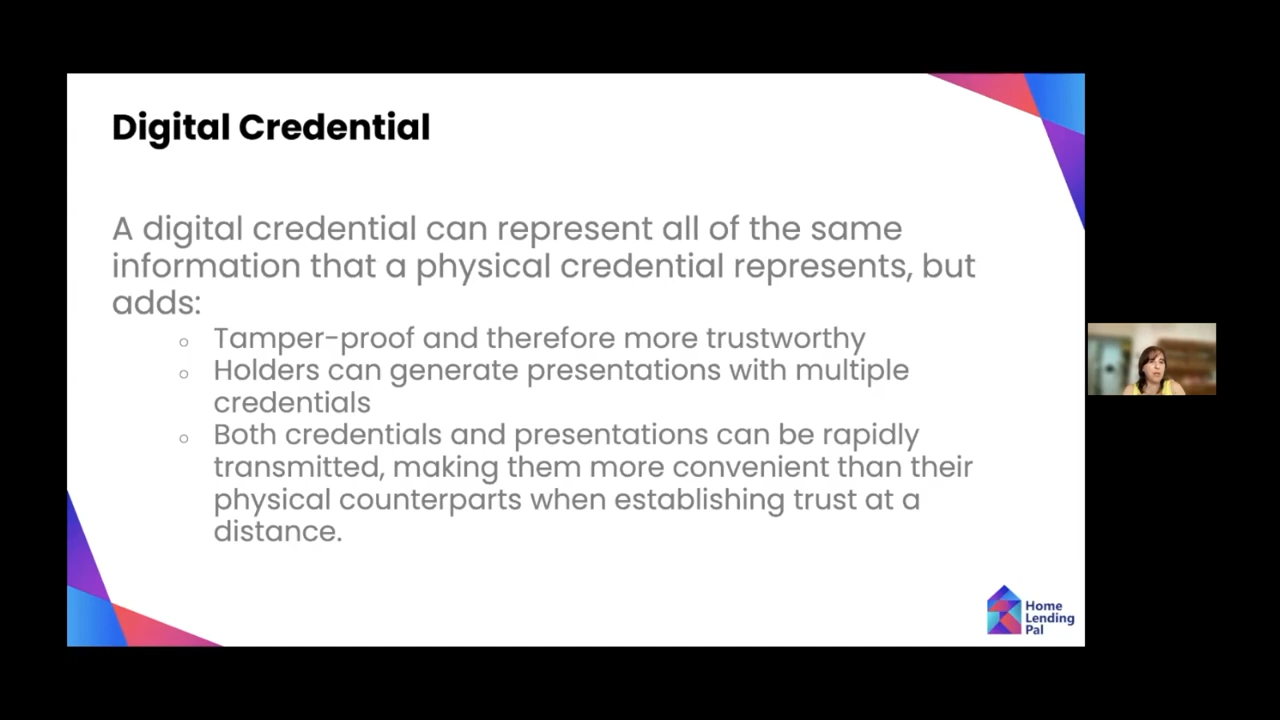 Digital Credential
A digital credential can represent all of the same
information that a physical credential represents, but
adds:
○ Tamper-proof and therefore more trustworthy
○ Holders can generate presentations with multiple
credentials
○ Both credentials and presentations can be rapidly
transmitted, making them more convenient than their
physical counterparts when establishing trust at a
distance.
Home
Lending
Pal